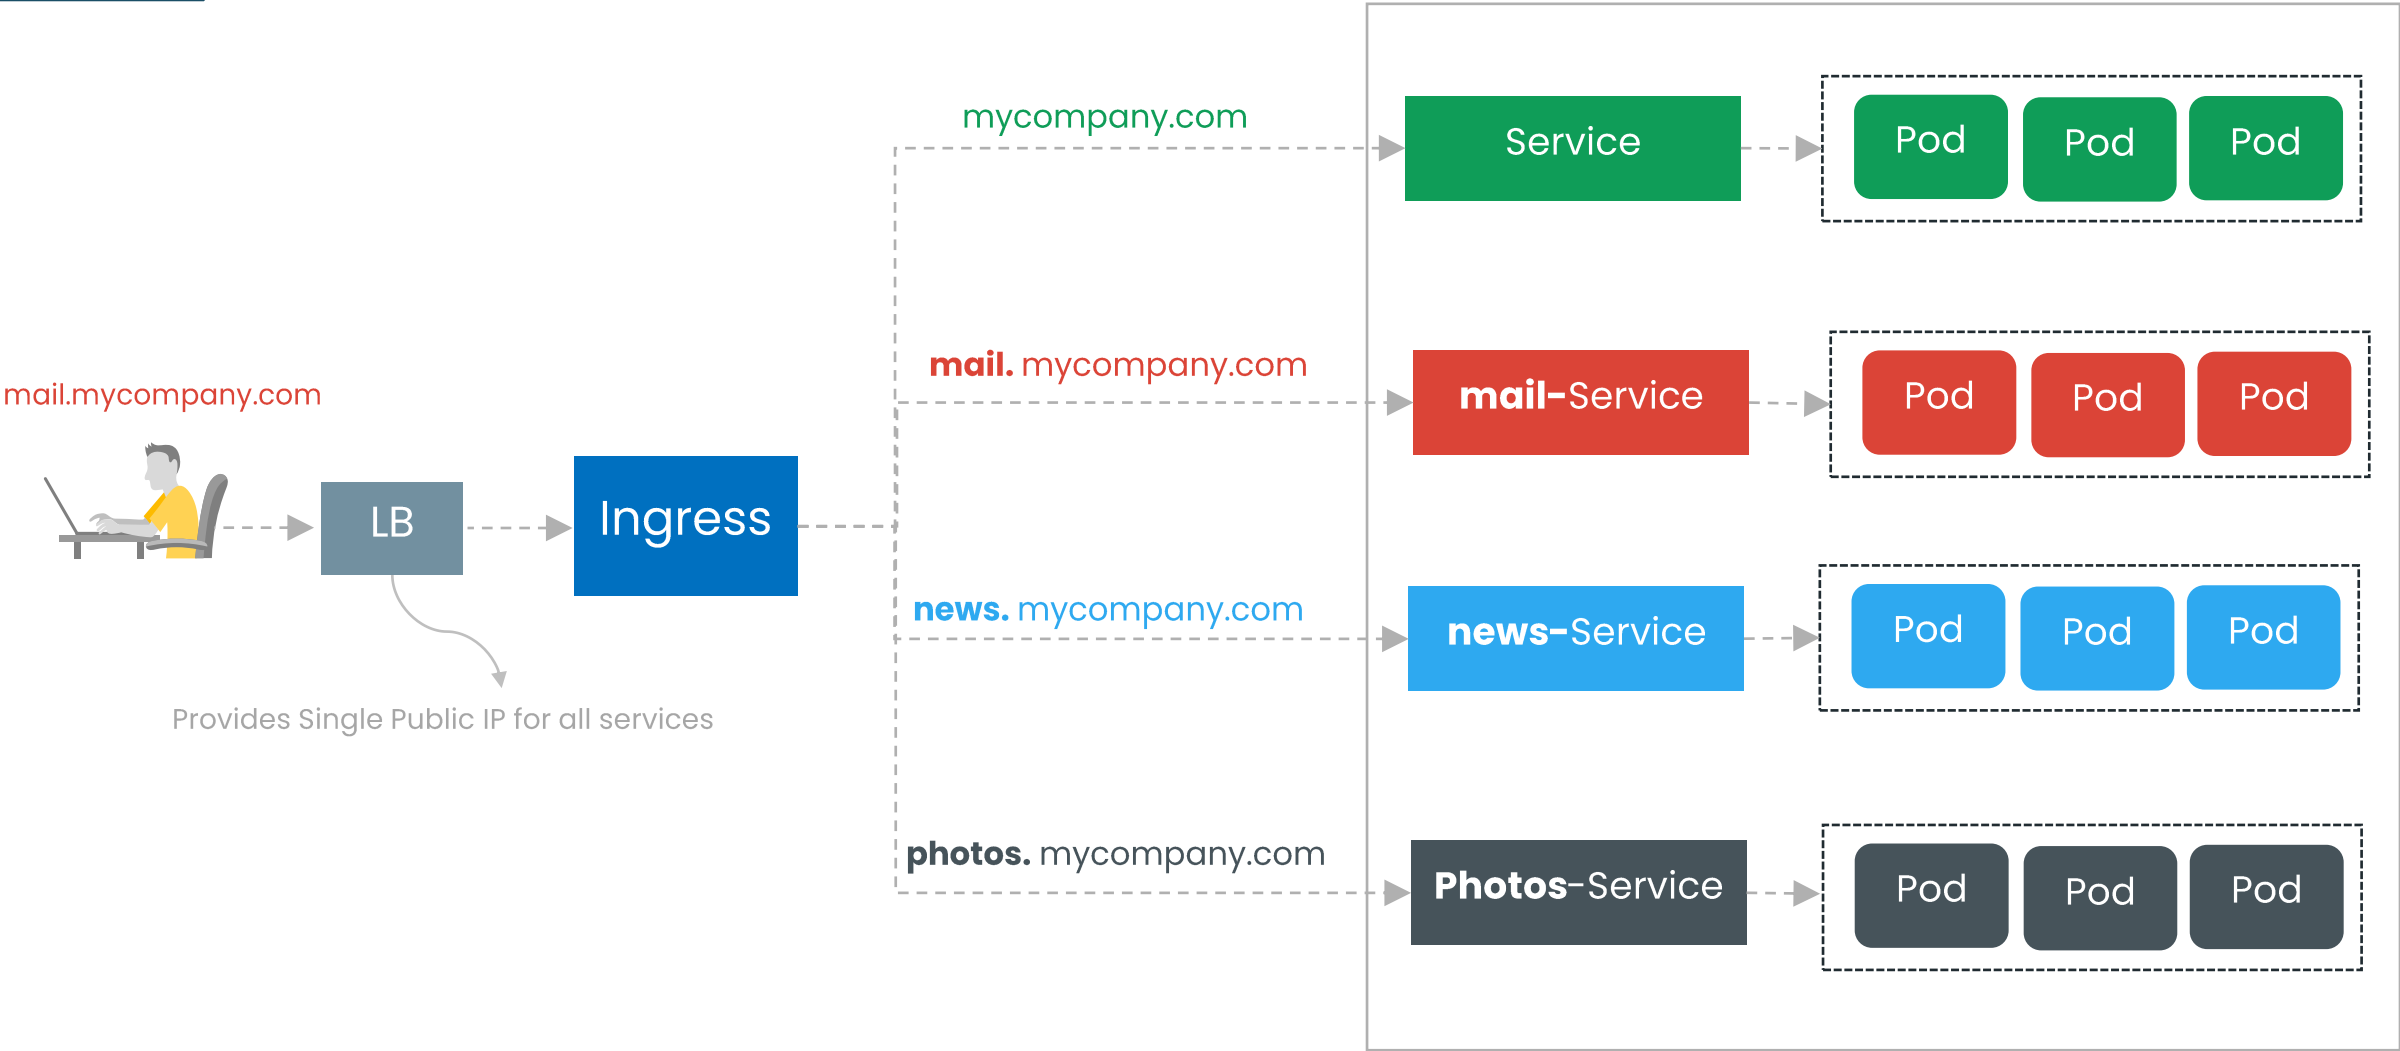 mycompany.com
Service
Pod Pod Pod
mail. mycompany.com
mail-Service
Pod Pod Pod
mail.mycompany.com
LB
Ingress
Provides Single Public IP for all services
news. mycompany.com
news-Service
Pod Pod Pod
photos. mycompany.com
Photos-Service
Pod Pod Pod